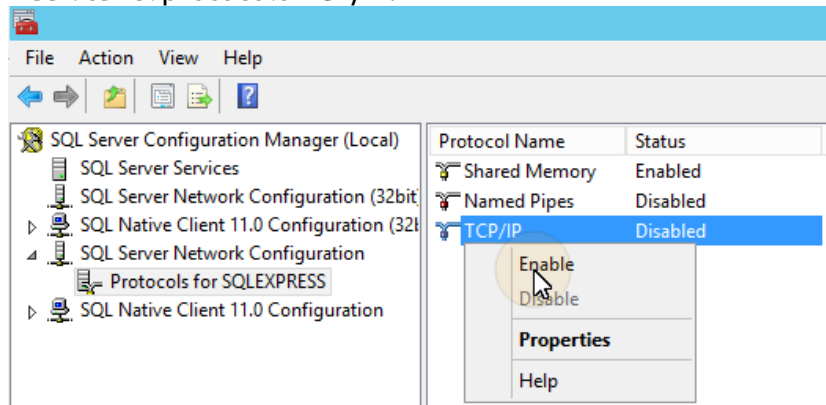 File Action View Help
SQL Server Configuration Manager (Local)
SQL Server Services
SQL Server Network Configuration (32bit
SQL Native Client 11.0 Configuration (32
SQL Server Network Configuration
Protocols for SQLEXPRESS
SQL Native Client 11.0 Configuration
Protocol Name Status
Shared Memory Enabled
Named Pipes Disabled
TCP/IP Disabled
Enable
Disable
Properties
Help